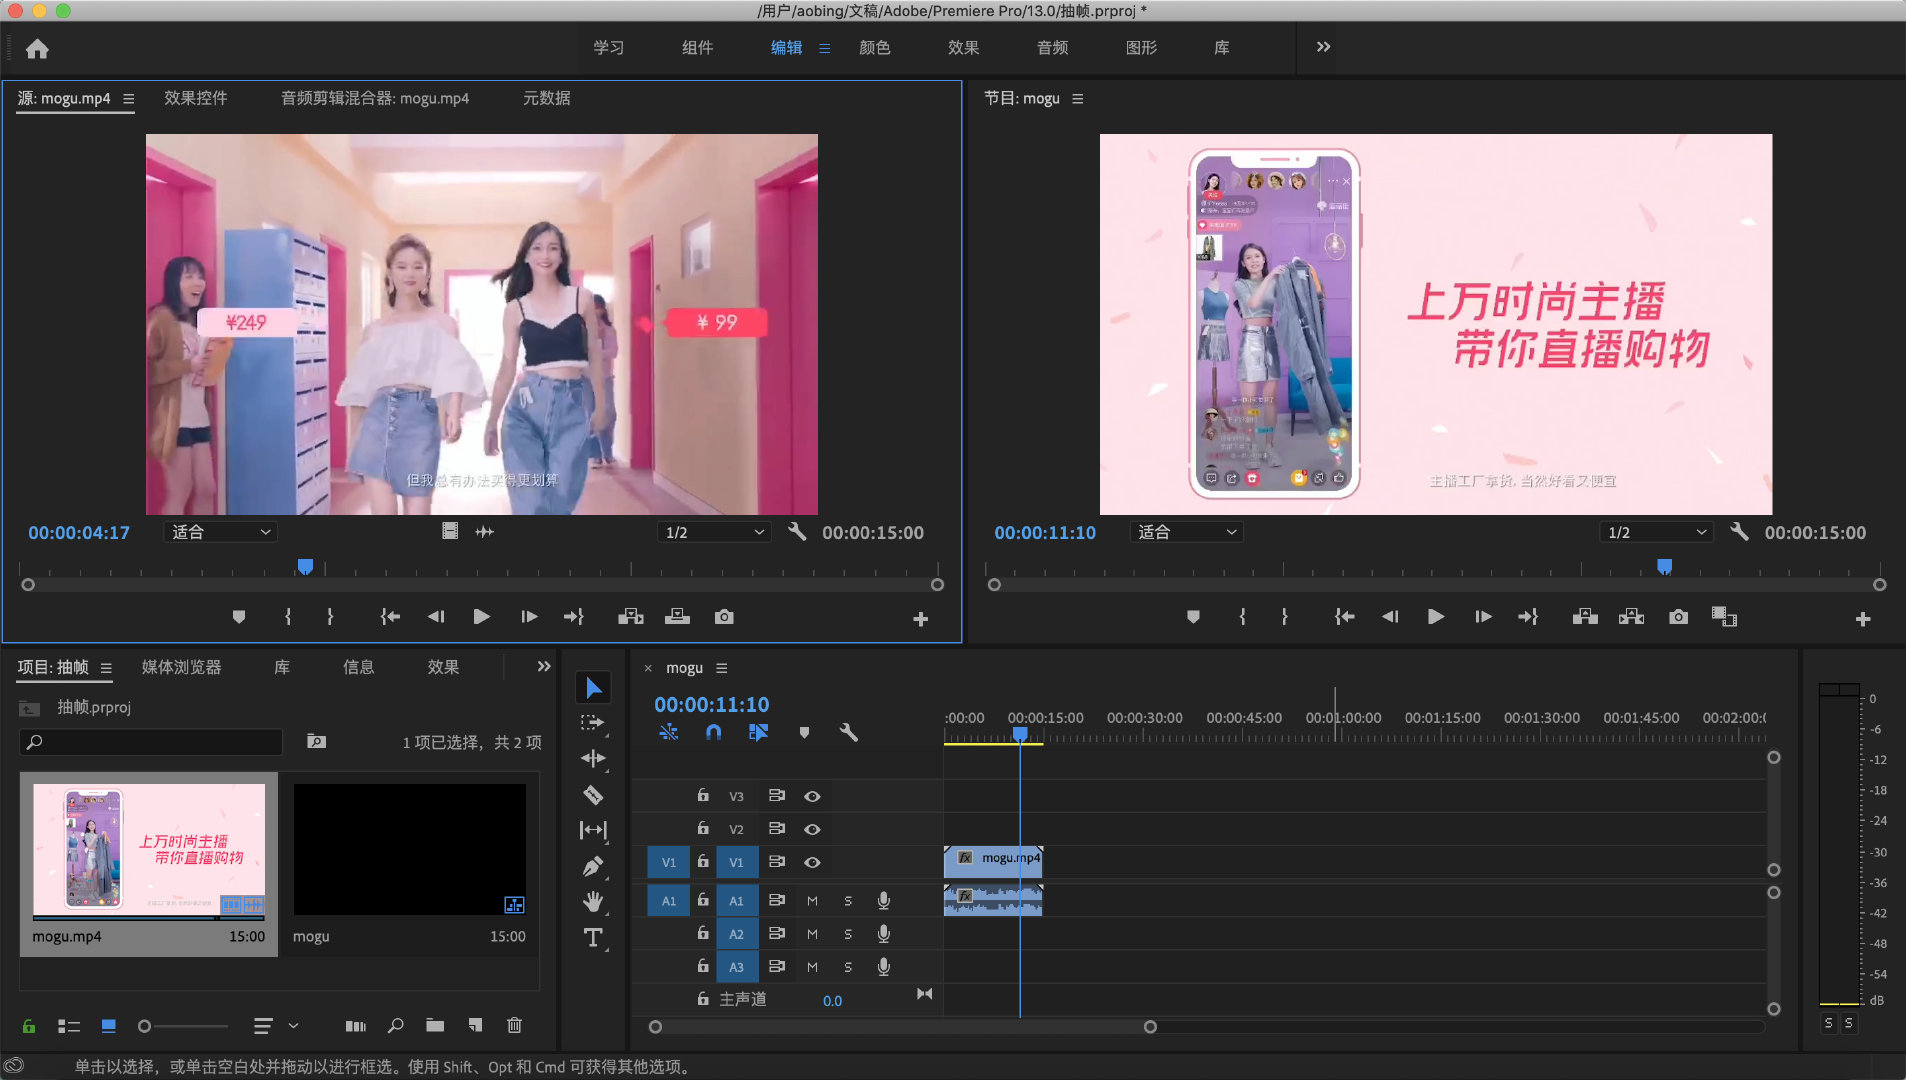 /用户/aobing/文稿/Adobe/Premiere Pro/13.0/抽帧.prproj *
学习 组件 编辑 颜色 效果 音频 图形 库
源: mogu.mp4 效果控件 音频剪辑混合器: mogu.mp4 元数据
节目: mogu
¥249
¥ 99
但我总有办法买得更划算
上万时尚主播
带你直播购物
主播工厂拿货, 当然好看又便宜
00:00:04:17 适合 1/2 00:00:15:00
00:00:11:10 适合 1/2 00:00:15:00
项目: 抽帧 媒体浏览器 库 信息 效果
抽帧.prproj
1 项已选择，共 2 项
上万时尚主播
带你直播购物
mogu.mp4 15:00
mogu 15:00
× mogu
00:00:11:10
:00:00 00:00:15:00 00:00:30:00 00:00:45:00 00:01:00:00 00:01:15:00 00:01:30:00 00:01:45:00 00:02:00:0
V3
V2
V1 V1
fx mogu.mp4
A1 A1 M S
fx
A2 M S
A3 M S
主声道 0.0
0
-6
-12
-18
-24
-30
-36
-42
-48
-54
dB
S S
单击以选择，或单击空白处并拖动以进行框选。使用 Shift、Opt 和 Cmd 可获得其他选项。